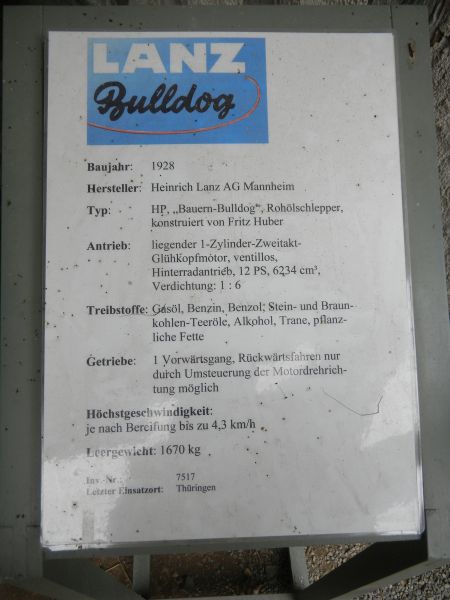 LANZ
Bulldog
Baujahr: 1928
Hersteller: Heinrich Lanz AG Mannheim
Typ: HP, „Bauern-Bulldog“, Rohölschlepper,
konstruiert von Fritz Huber
Antrieb: liegender 1-Zylinder-Zweitakt-
Glühkopfmotor, ventillos,
Hinterradantrieb, 12 PS, 6234 cm³,
Verdichtung: 1 : 6
Treibstoffe: Gasöl, Benzin, Benzol, Stein- und Braun-
kohlen-Teeröle, Alkohol, Trane, pflanz-
liche Fette
Getriebe: 1 Vorwärtsgang, Rückwärtsfahren nur
durch Umsteuerung der Motordrehrich-
tung möglich
Höchstgeschwindigkeit:
je nach Bereifung bis zu 4,3 km/h
Leergewicht: 1670 kg
Inv.-Nr.: 7517
Letzter Einsatzort: Thüringen